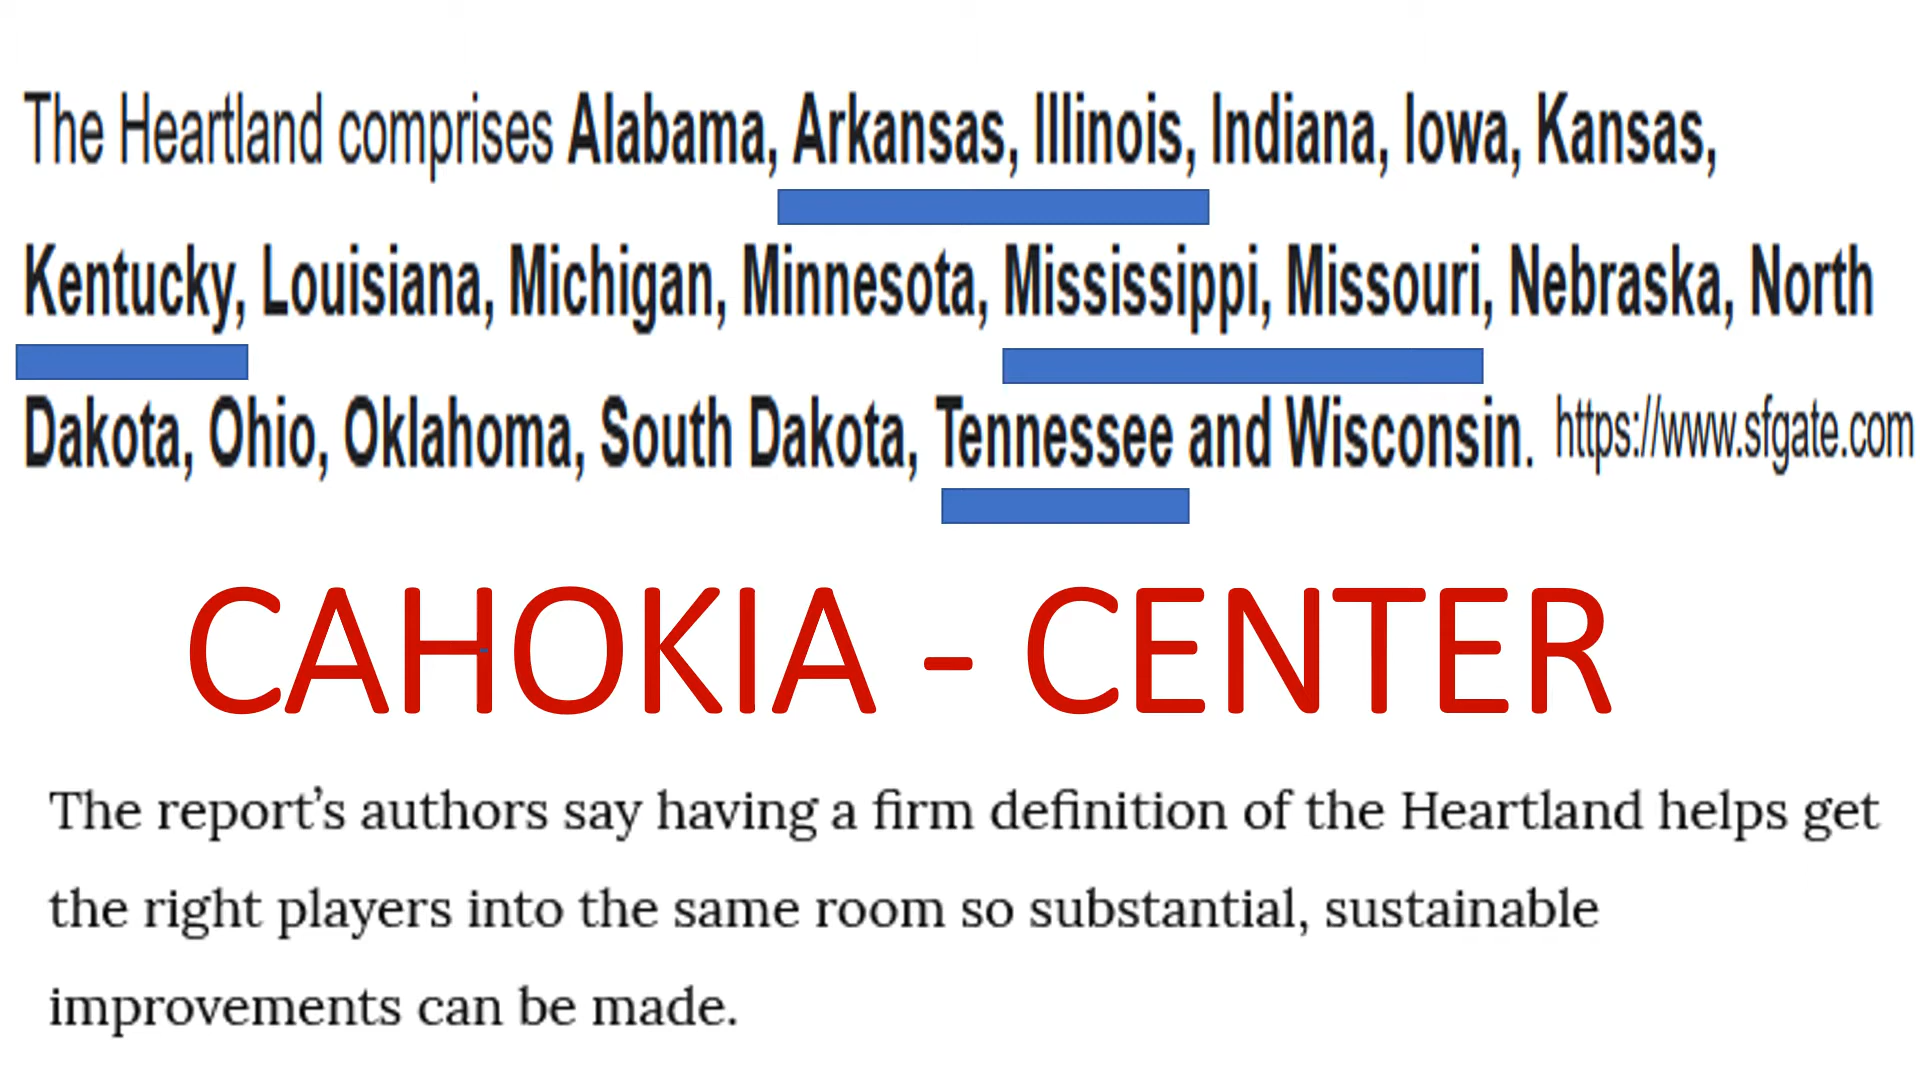 The Heartland comprises Alabama, Arkansas, Illinois, Indiana, Iowa, Kansas,
Kentucky, Louisiana, Michigan, Minnesota, Mississippi, Missouri, Nebraska, North
Dakota, Ohio, Oklahoma, South Dakota, Tennessee and Wisconsin. https://www.sfgate.com
CAHOKIA - CENTER
The report’s authors say having a firm definition of the Heartland helps get
the right players into the same room so substantial, sustainable
improvements can be made.